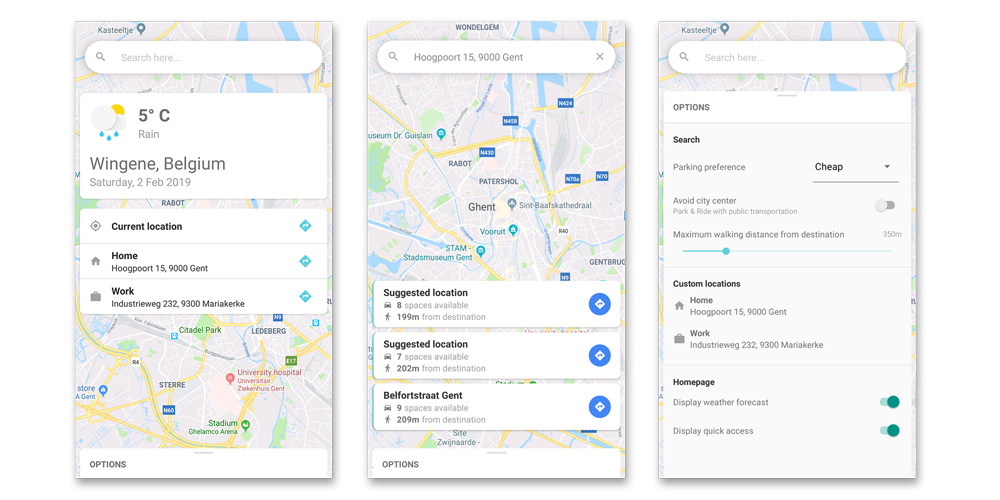 Kasteeltje
Search here...
5° C
Rain
Wingene, Belgium
Saturday, 2 Feb 2019
RABOT
Current location
Home
Hoogpoort 15, 9000 Gent
Work
Industrieweg 232, 9300 Mariakerke
N9
Citadel Park
LEDEBERG
R4
E17
University hospital
Universitair
Ziekenhuis Gent
store
A Gent
STERRE
N60
Stadium
Ghelamco Arena
OPTIONS
WONDELGEM
Hoogpoort 15, 9000 Gent
N424
N458
useum Dr. Guislain
N430
RABOT
N70a
N70
PATERSHOL
Ghent
Sint-Baafskathedraal
Vooruit
R40
STAM -
Stadsmuseum Gent
GENTBRUG
N9
Suggested location
8 spaces available
199m from destination
Suggested location
7 spaces available
202m from destination
Belfortstraat Gent
9 spaces available
209m from destination
Site
Zwijnaarde -
OPTIONS
Kasteeltje
Search here...
OPTIONS
Search
Parking preference
Cheap
Avoid city center
Park & Ride with public transportation
Maximum walking distance from destination
350m
Custom locations
Home
Hoogpoort 15, 9000 Gent
Work
Industrieweg 232, 9300 Mariakerke
Homepage
Display weather forecast
Display quick access